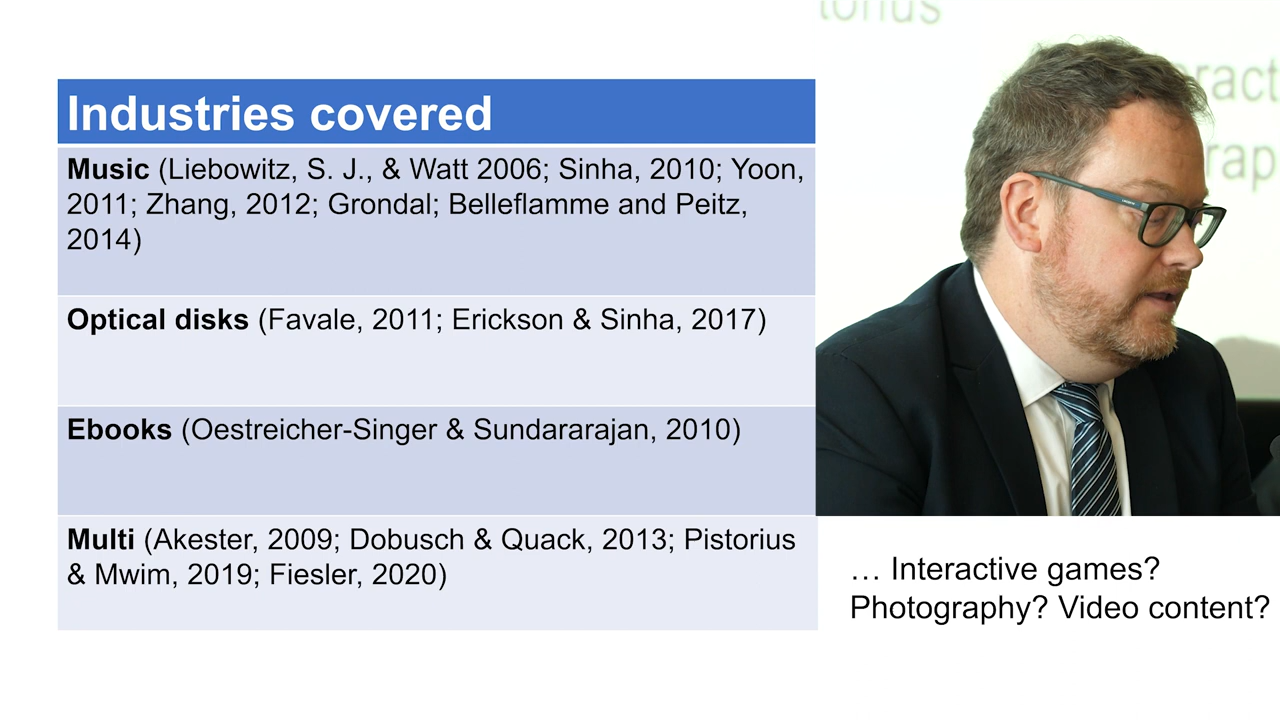 Industries covered
Music (Liebowitz, S. J., & Watt 2006; Sinha, 2010; Yoon,
2011; Zhang, 2012; Grondal; Belleflamme and Peitz,
2014)
Optical disks (Favale, 2011; Erickson & Sinha, 2017)
Ebooks (Oestreicher-Singer & Sundararajan, 2010)
Multi (Akester, 2009; Dobusch & Quack, 2013; Pistorius
& Mwim, 2019; Fiesler, 2020)
… Interactive games?
Photography? Video content?